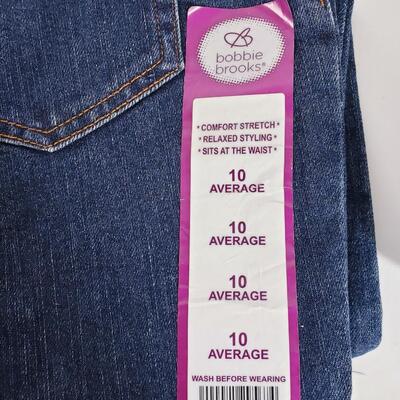 bobbie
brooks®
* COMFORT STRETCH *
* RELAXED STYLING *
* SITS AT THE WAIST *
10
AVERAGE
10
AVERAGE
10
AVERAGE
10
AVERAGE
WASH BEFORE WEARING